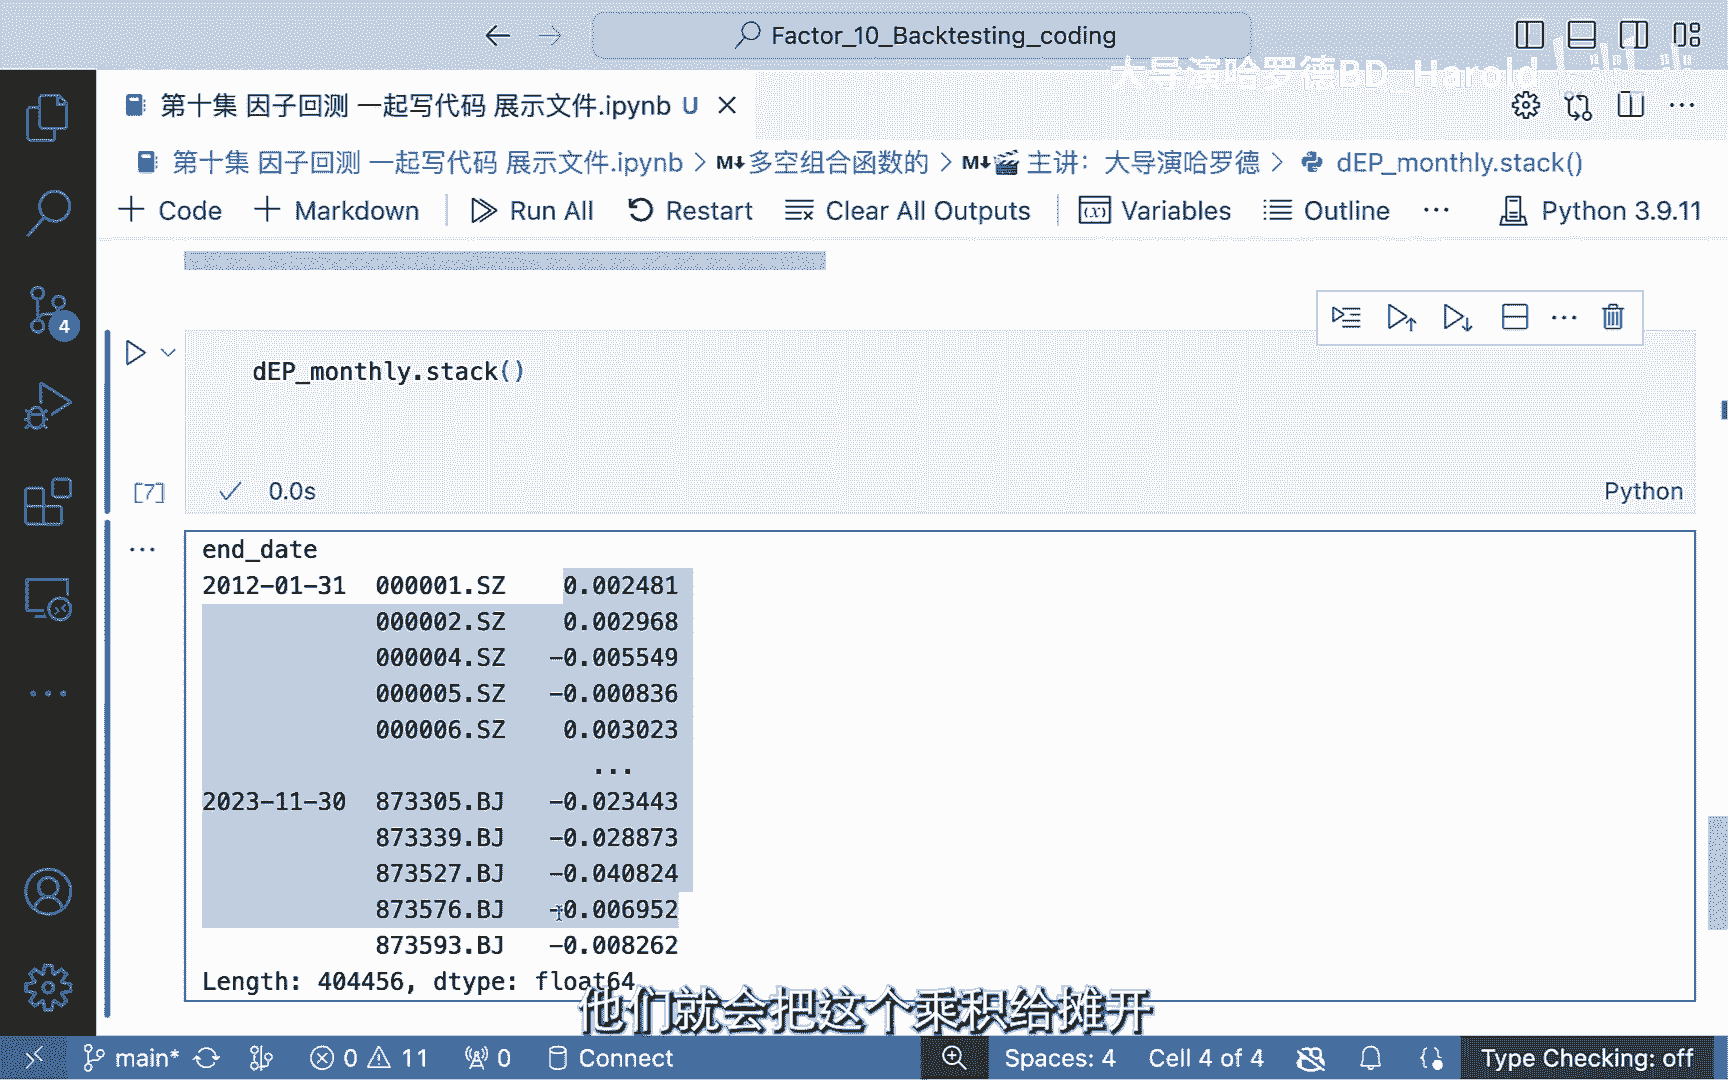 Factor_10_Backtesting_coding
大导演哈罗德BD_Harold
第十集 因子回测 一起写代码 展示文件.ipynb U
第十集 因子回测 一起写代码 展示文件.ipynb > M↓多空组合函数的 > M↓🎬 主讲：大导演哈罗德 > dEP_monthly.stack()
+ Code + Markdown Run All Restart Clear All Outputs Variables Outline ··· Python 3.9.11
4
dEP_monthly.stack()
[7] ✓ 0.0s Python
end_date
2012-01-31 000001.SZ 0.002481
000002.SZ 0.002968
000004.SZ -0.005549
000005.SZ -0.000836
000006.SZ 0.003023
...
2023-11-30 873305.BJ -0.023443
873339.BJ -0.028873
873527.BJ -0.040824
873576.BJ -0.006952
873593.BJ -0.008262
Length: 404456, dtype: float64
他们就会把这个乘积给摊开
main* 0 11 0 Connect Spaces: 4 Cell 4 of 4 Type Checking: off